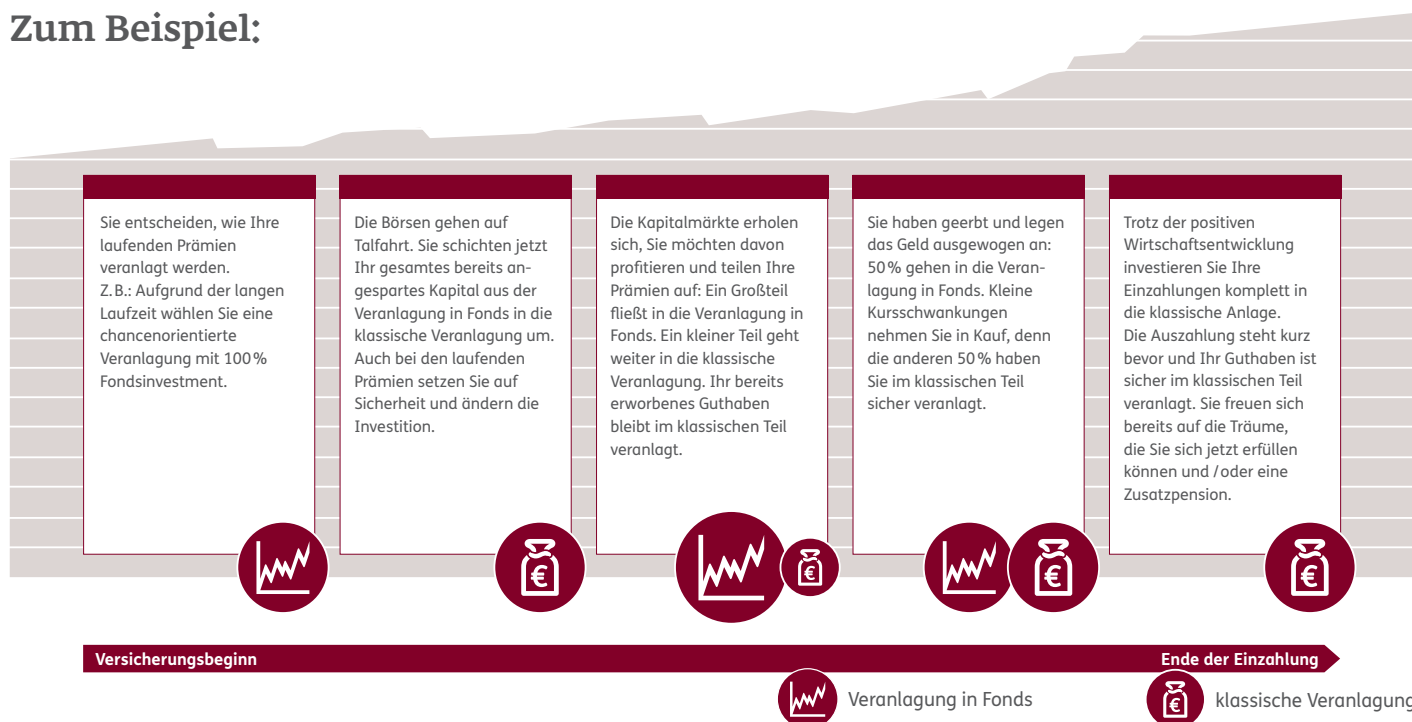 Zum Beispiel:
Sie entscheiden, wie Ihre
laufenden Prämien
veranlagt werden.
Z. B.: Aufgrund der langen
Laufzeit wählen Sie eine
chancenorientierte
Veranlagung mit 100 %
Fondsinvestment.
Die Börsen gehen auf
Talfahrt. Sie schichten jetzt
Ihr gesamtes bereits an-
gespartes Kapital aus der
Veranlagung in Fonds in die
klassische Veranlagung um.
Auch bei den laufenden
Prämien setzen Sie auf
Sicherheit und ändern die
Investition.
Die Kapitalmärkte erholen
sich, Sie möchten davon
profitieren und teilen Ihre
Prämien auf: Ein Großteil
fließt in die Veranlagung in
Fonds. Ein kleiner Teil geht
weiter in die klassische
Veranlagung. Ihr bereits
erworbenes Guthaben
bleibt im klassischen Teil
veranlagt.
Sie haben geerbt und legen
das Geld ausgewogen an:
50 % gehen in die Veran-
lagung in Fonds. Kleine
Kursschwankungen
nehmen Sie in Kauf, denn
die anderen 50 % haben
Sie im klassischen Teil
sicher veranlagt.
Trotz der positiven
Wirtschaftsentwicklung
investieren Sie Ihre
Einzahlungen komplett in
die klassische Anlage.
Die Auszahlung steht kurz
bevor und Ihr Guthaben ist
sicher im klassischen Teil
veranlagt. Sie freuen sich
bereits auf die Träume,
die Sie sich jetzt erfüllen
können und / oder eine
Zusatzpension.
€
€
€
€
Versicherungsbeginn
Ende der Einzahlung
Veranlagung in Fonds
€
klassische Veranlagung